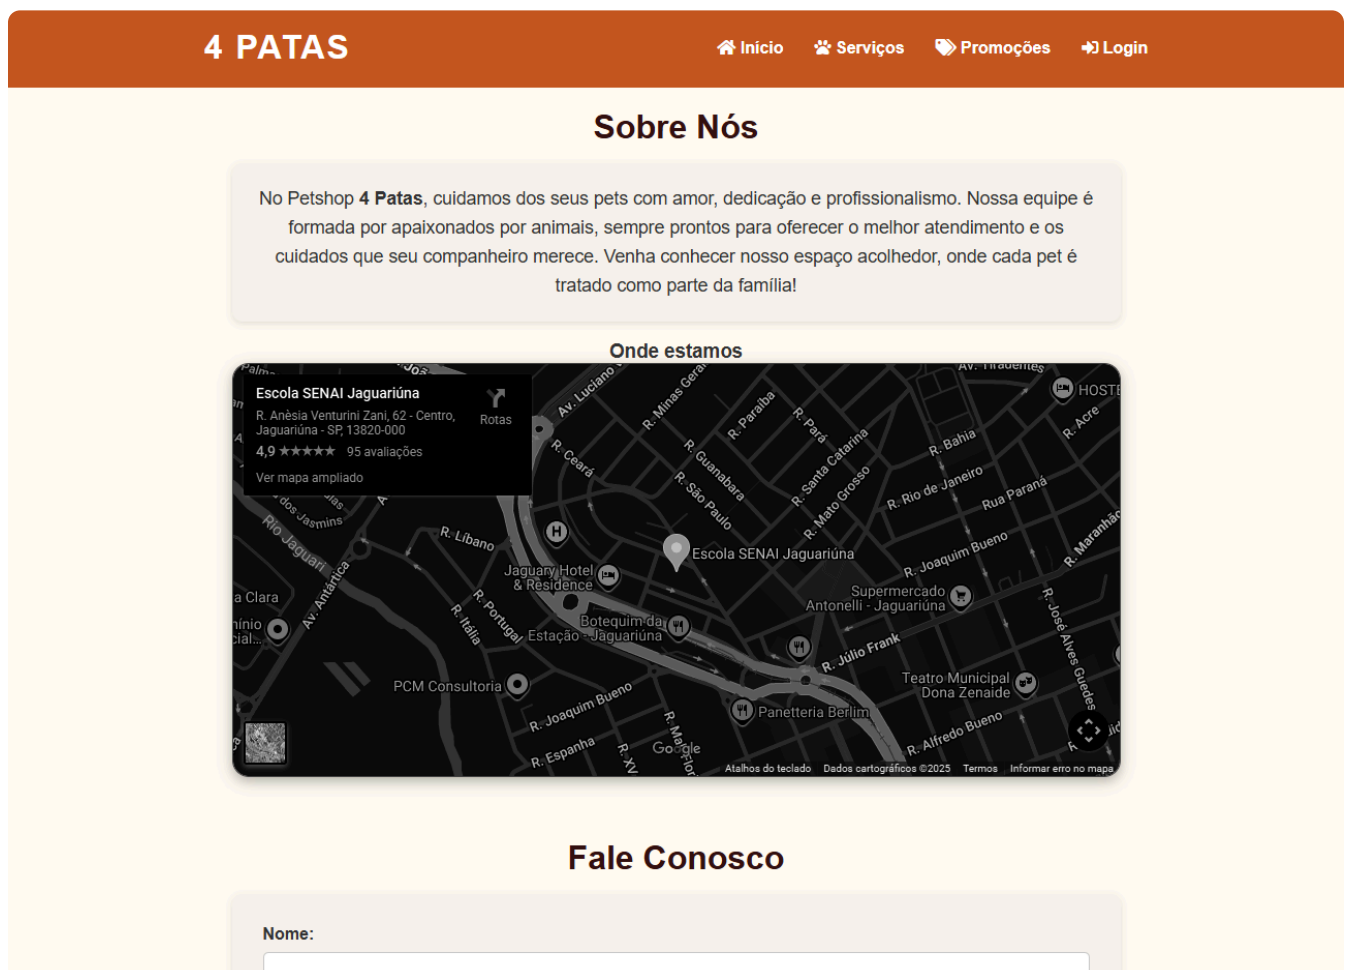 4 PATAS
Início
Serviços
Promoções
Login
Sobre Nós
No Petshop 4 Patas, cuidamos dos seus pets com amor, dedicação e profissionalismo. Nossa equipe é
formada por apaixonados por animais, sempre prontos para oferecer o melhor atendimento e os
cuidados que seu companheiro merece. Venha conhecer nosso espaço acolhedor, onde cada pet é
tratado como parte da família!
Onde estamos
Escola SENAI Jaguariúna
R. Anèsia Venturini Zani, 62 - Centro,
Jaguariúna - SP, 13820-000
4,9 ★★★★★ 95 avaliações
Ver mapa ampliado
Rotas
Av. Luciano
R. Minas Gerai
R. Paraíba
R. Pará
Av. Tiradentes
HOSTE
R. Acre
R. Ceará
R. Guanabara
R. São Paulo
R. Santa Catarina
R. Mato Grosso
R. Bahia
R. Rio de Janeiro
Rua Paraná
R. Maranhão
dos Jasmins
Rio Jaguari
R. Líbano
H
Escola SENAI Jaguariúna
R. Joaquim Bueno
Jaguary Hotel
& Residence
Supermercado
Antonelli - Jaguariúna
a Clara
Av. Antártica
R. Portugal
R. Itália
Botequim da
Estação - Jaguariúna
R. José Alves Guedes
R. Júlio Frank
Teatro Municipal
Dona Zenaide
PCM Consultoria
Panetteria Berlim
R. Joaquim Bueno
R. Espanha
R. XV
R. Alfredo Bueno
Google
Atalhos do teclado
Dados cartográficos ©2025
Termos
Informar erro no mapa
Fale Conosco
Nome: